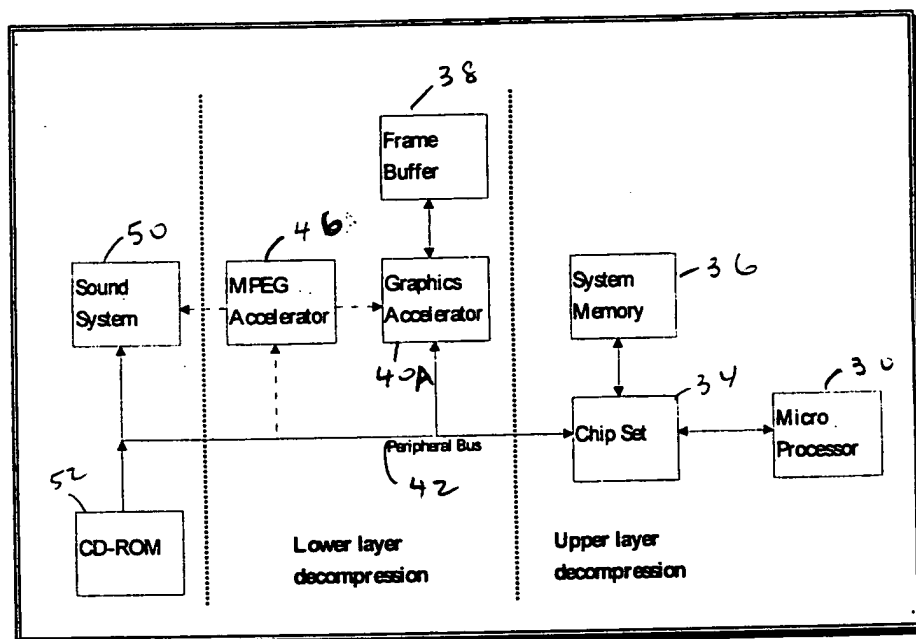 38
Frame
Buffer
50
46
Sound
System
MPEG
Accelerator
Graphics
Accelerator
40A
System
Memory
36
34
30
Chip Set
Micro
Processor
Peripheral Bus
42
52
CD-ROM
Lower layer
decompression
Upper layer
decompression